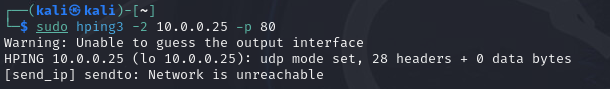 ┌──(kali㉿kali)-[~]
└─$ sudo hping3 -2 10.0.0.25 -p 80
Warning: Unable to guess the output interface
HPING 10.0.0.25 (lo 10.0.0.25): udp mode set, 28 headers + 0 data bytes
[send_ip] sendto: Network is unreachable